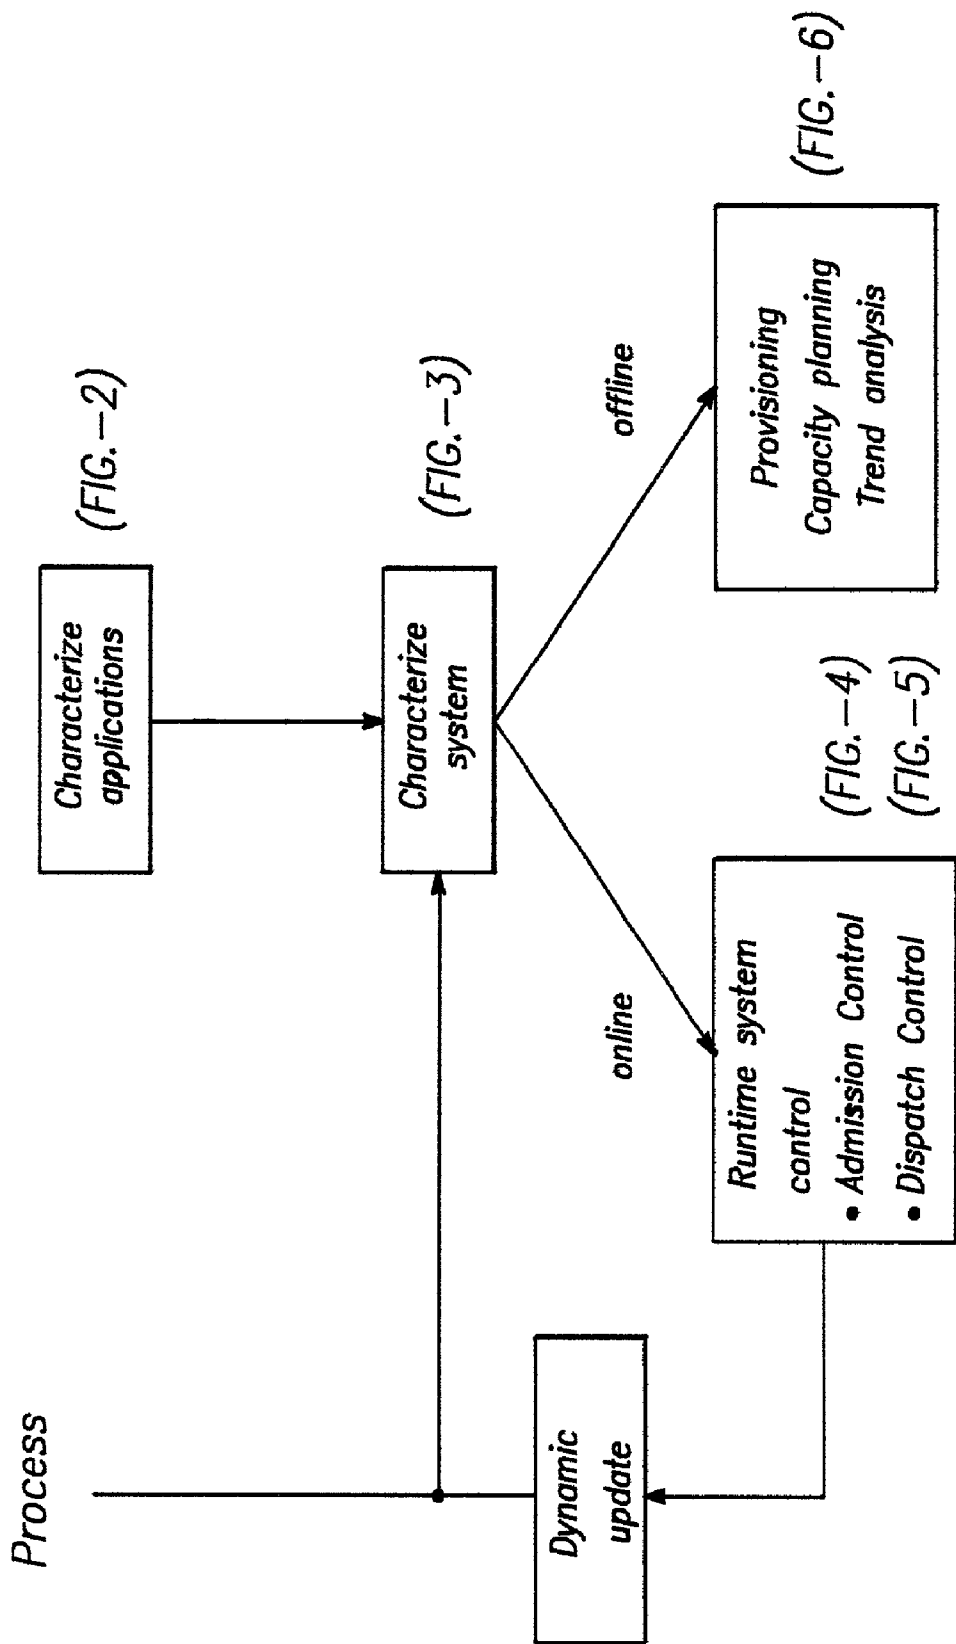 Process
Characterize
applications
(FIG.-2)
Characterize
system
(FIG.-3)
online
offline
Dynamic
update
Runtime system
control
• Admission Control
• Dispatch Control
(FIG.-4)
(FIG.-5)
Provisioning
Capacity planning
Trend analysis
(FIG.-6)